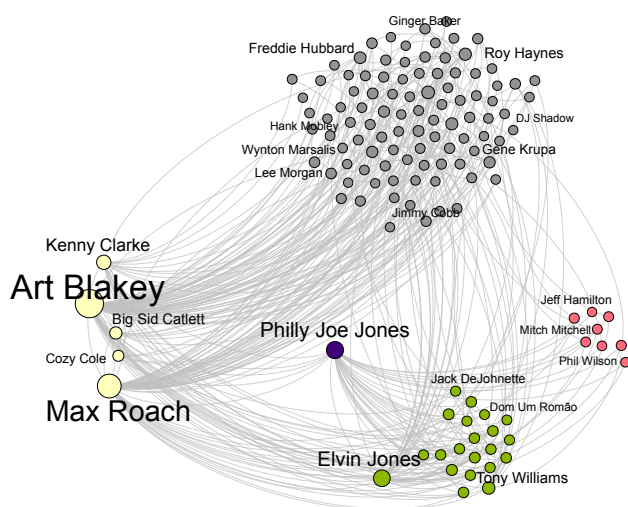 Ginger Baker
Freddie Hubbard
Roy Haynes
DJ Shadow
Hank Mobley
Wynton Marsalis
Gene Krupa
Lee Morgan
Jimmy Cobb
Kenny Clarke
Art Blakey
Jeff Hamilton
Big Sid Catlett
Philly Joe Jones
Mitch Mitchell
Cozy Cole
Phil Wilson
Jack DeJohnette
Max Roach
Dom Um Romão
Elvin Jones
Tony Williams